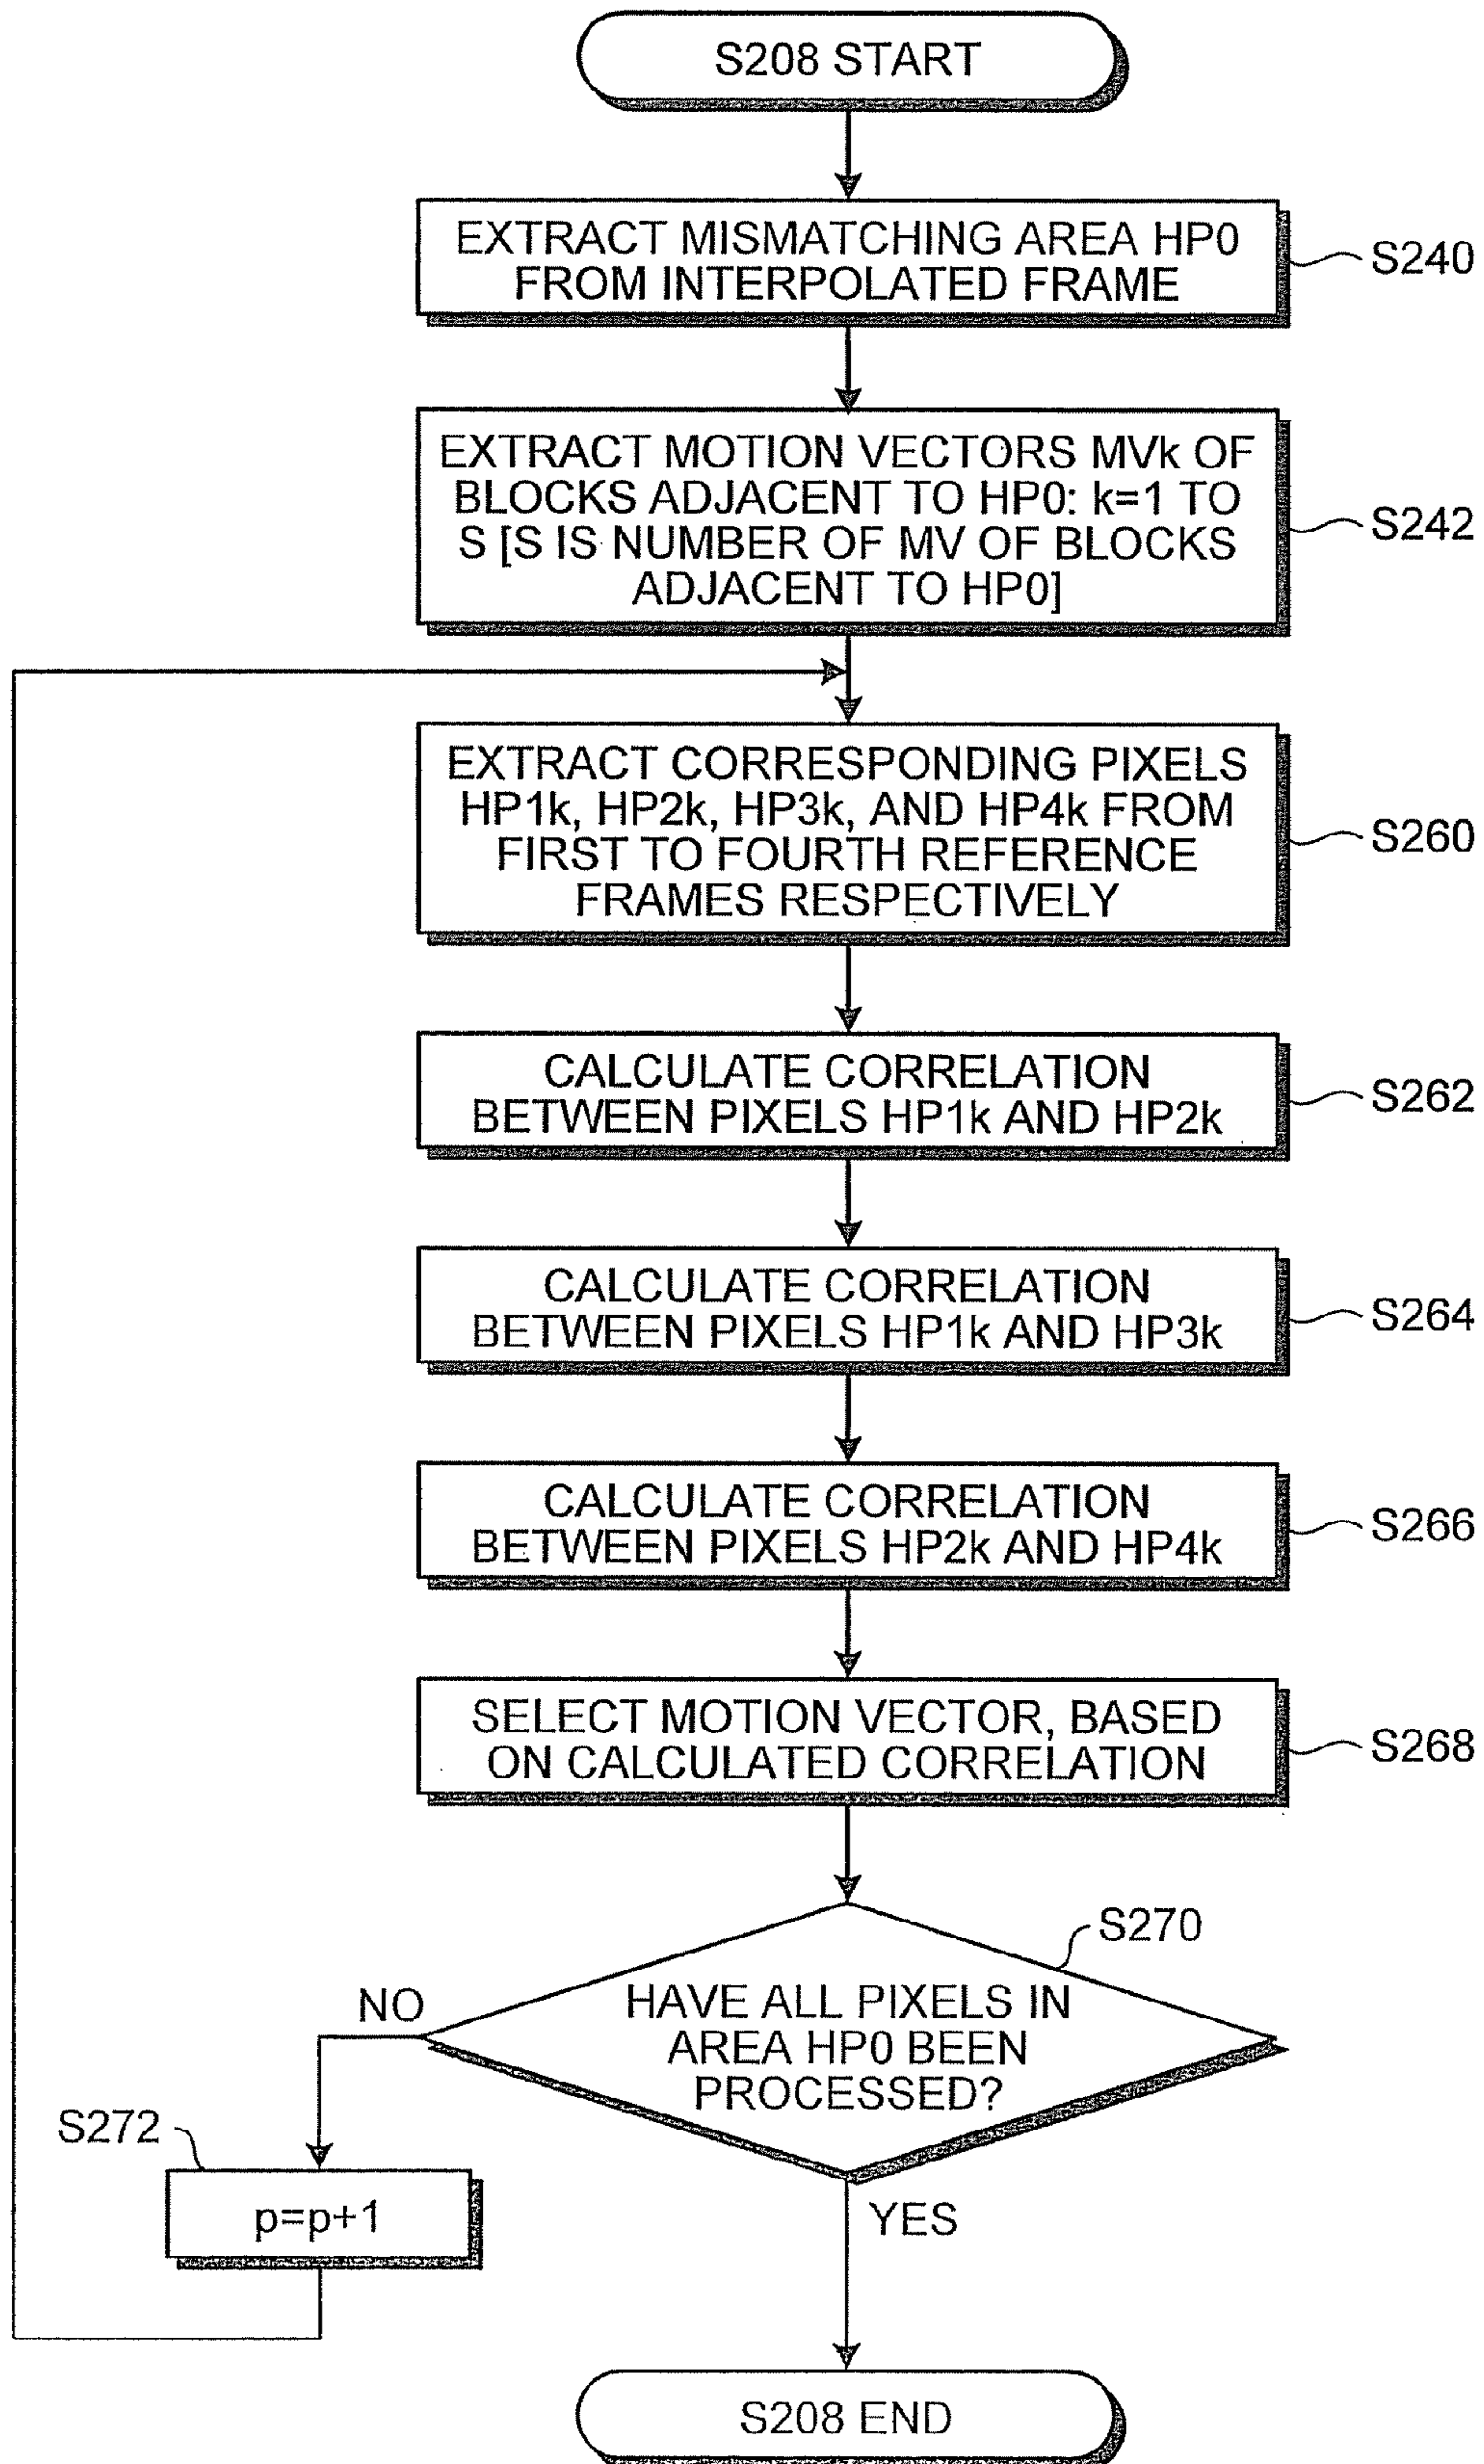 S208 START
EXTRACT MISMATCHING AREA HP0
FROM INTERPOLATED FRAME
S240
EXTRACT MOTION VECTORS MVk OF
BLOCKS ADJACENT TO HP0: k=1 TO
S [S IS NUMBER OF MV OF BLOCKS
ADJACENT TO HP0]
S242
EXTRACT CORRESPONDING PIXELS
HP1k, HP2k, HP3k, AND HP4k FROM
FIRST TO FOURTH REFERENCE
FRAMES RESPECTIVELY
S260
CALCULATE CORRELATION
BETWEEN PIXELS HP1k AND HP2k
S262
CALCULATE CORRELATION
BETWEEN PIXELS HP1k AND HP3k
S264
CALCULATE CORRELATION
BETWEEN PIXELS HP2k AND HP4k
S266
SELECT MOTION VECTOR, BASED
ON CALCULATED CORRELATION
S268
S270
HAVE ALL PIXELS IN
AREA HP0 BEEN
PROCESSED?
NO
S272
p=p+1
YES
S208 END